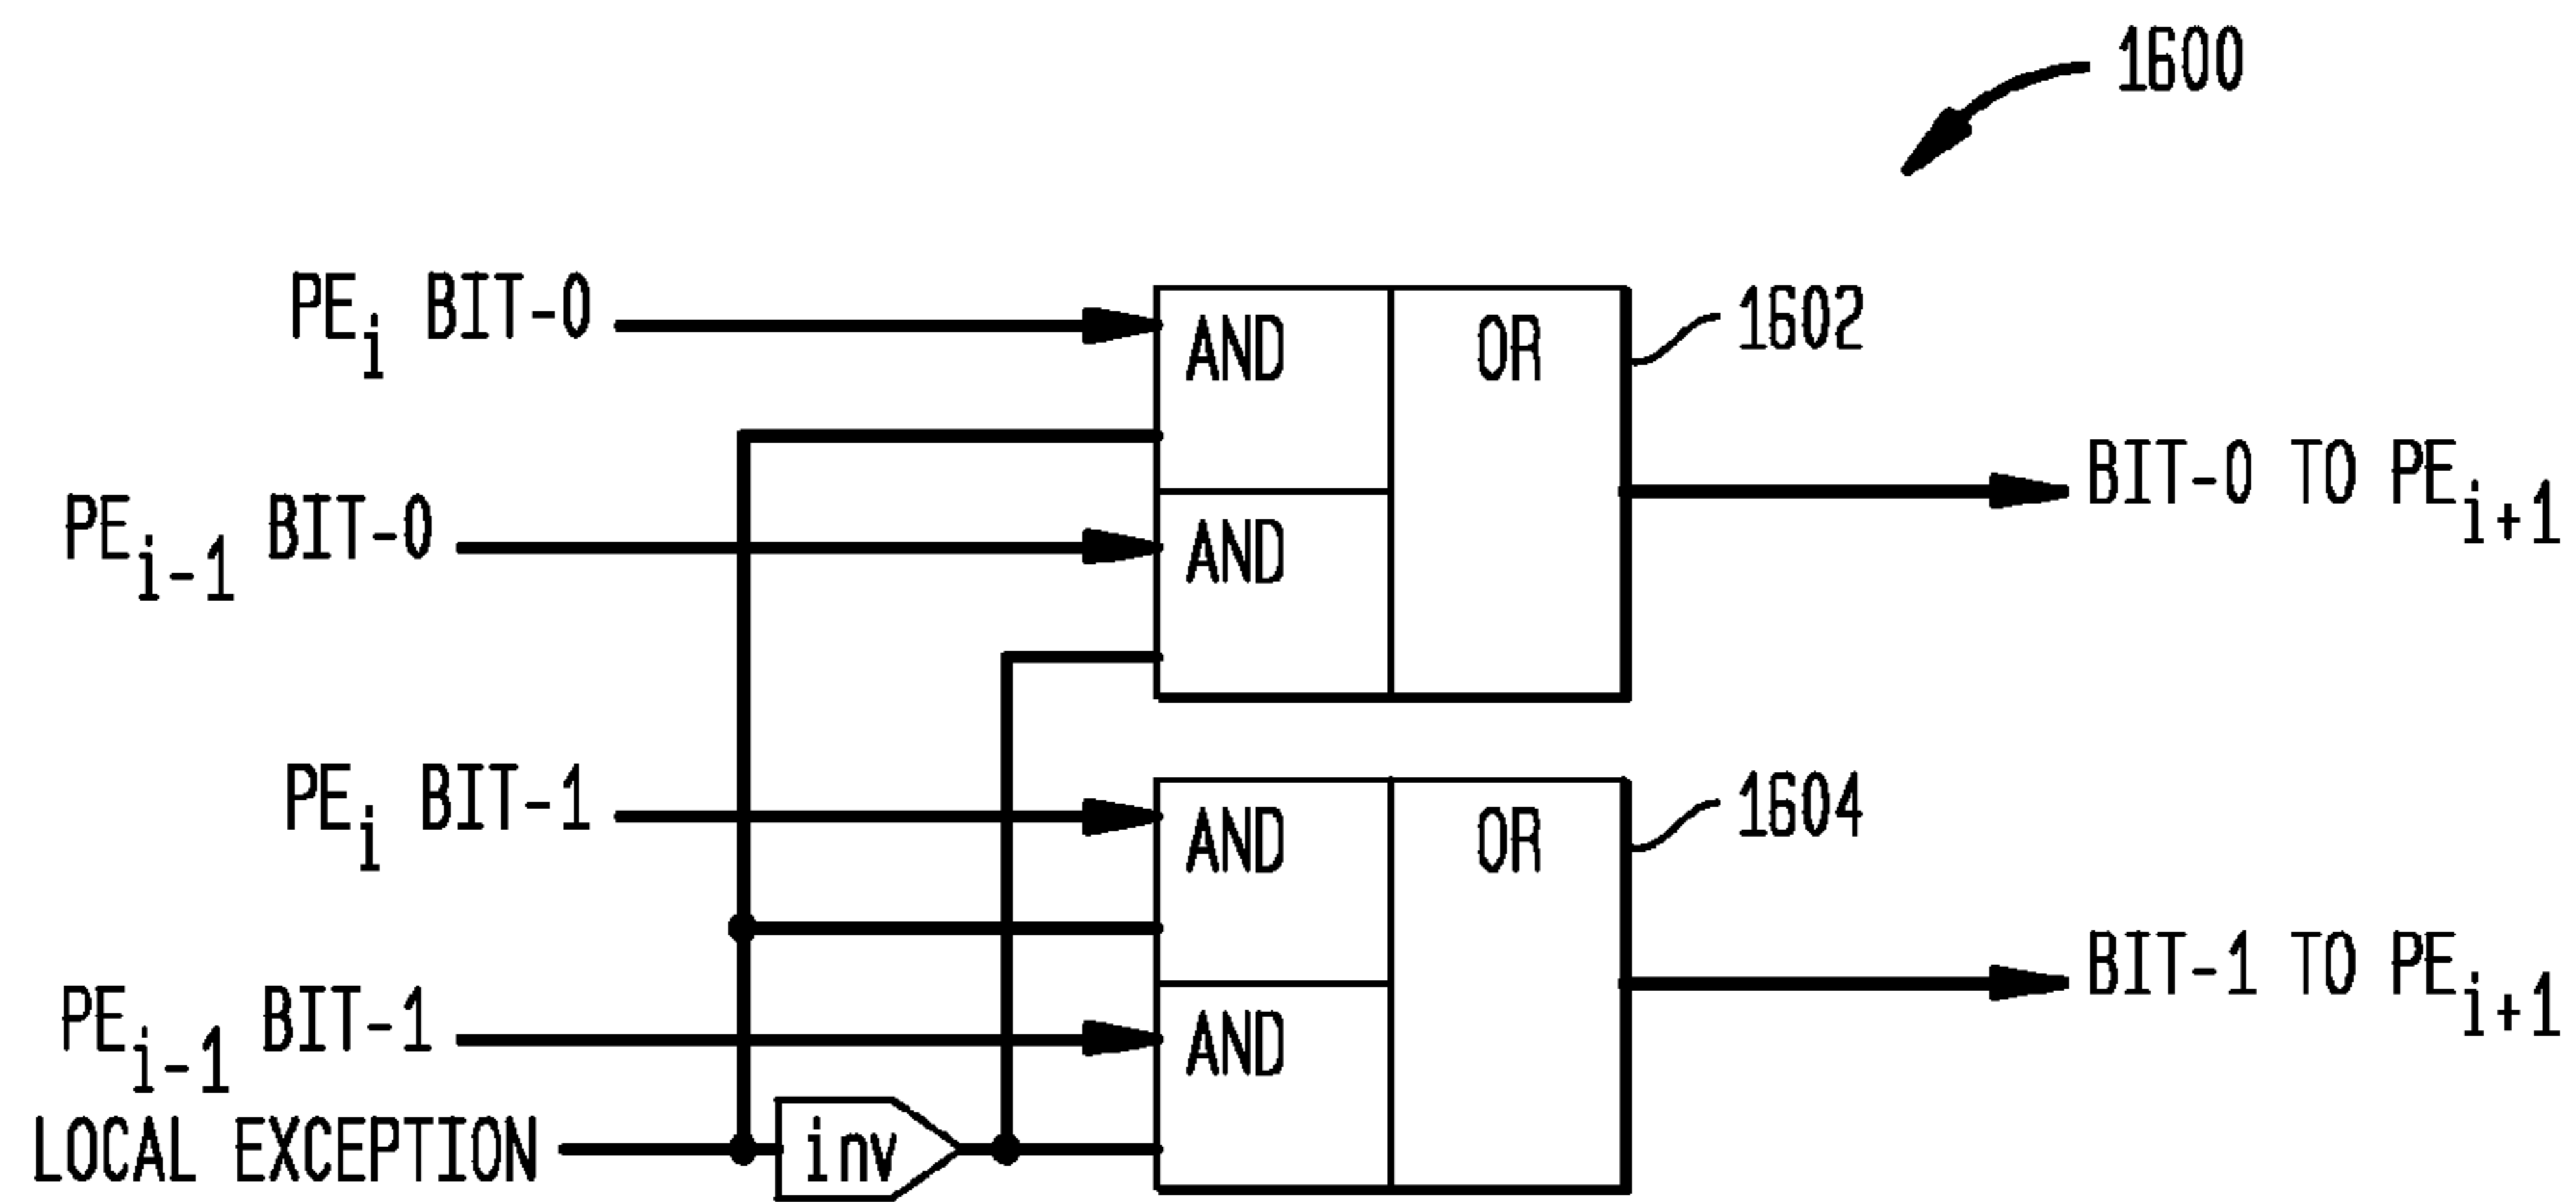 1600
PEi BIT-0
AND
OR
1602
BIT-0 TO PEi+1
PEi-1 BIT-0
AND
PEi BIT-1
AND
OR
1604
BIT-1 TO PEi+1
PEi-1 BIT-1
AND
LOCAL EXCEPTION
inv